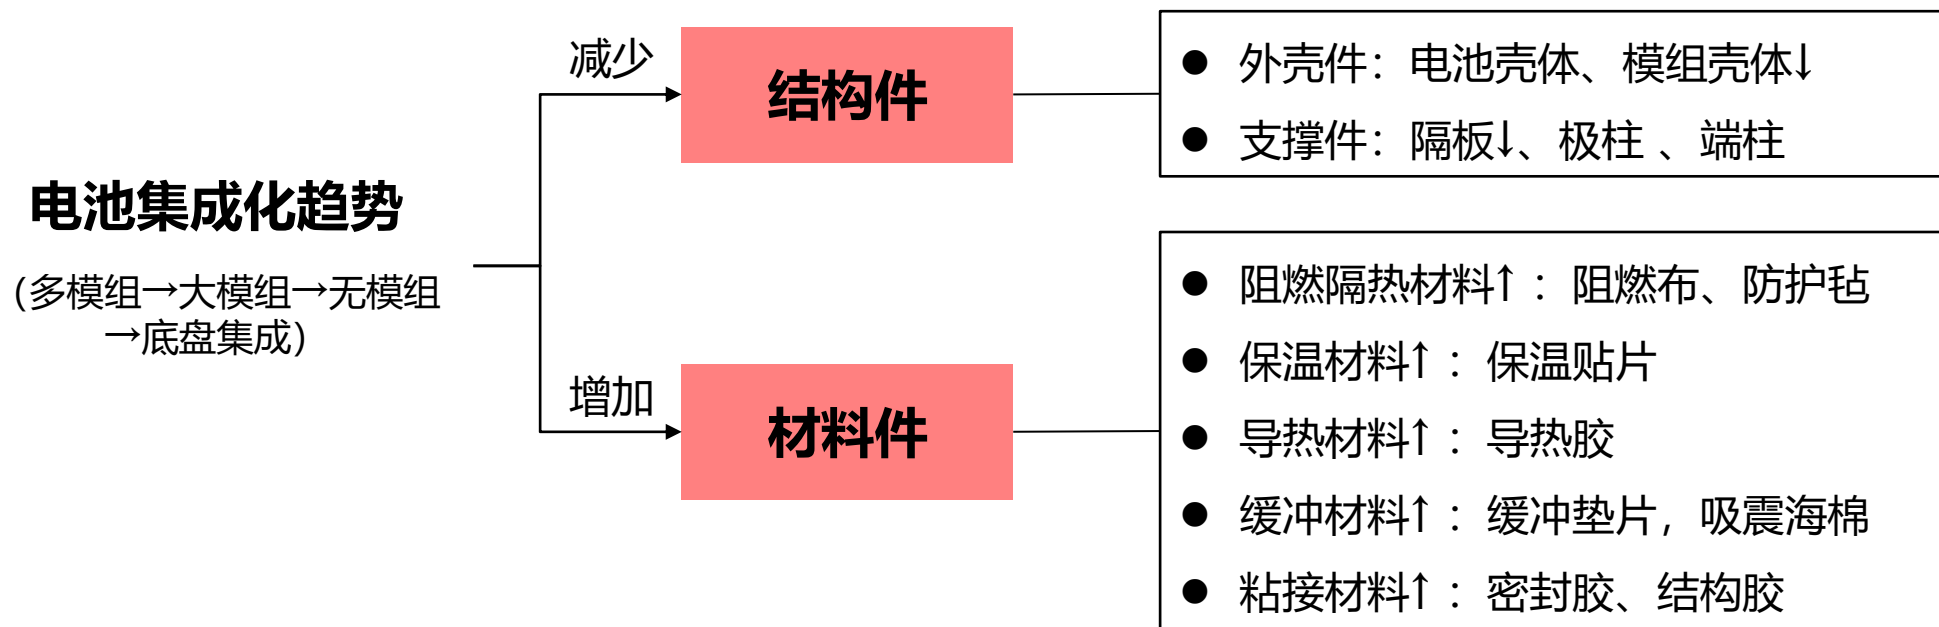 减少
结构件
● 外壳件：电池壳体、模组壳体↓
● 支撑件：隔板↓、极柱 、端柱
电池集成化趋势
(多模组→大模组→无模组
→底盘集成)
增加
材料件
● 阻燃隔热材料↑ ：阻燃布、防护毡
● 保温材料↑ ：保温贴片
● 导热材料↑ ：导热胶
● 缓冲材料↑ ：缓冲垫片，吸震海棉
● 粘接材料↑ ：密封胶、结构胶